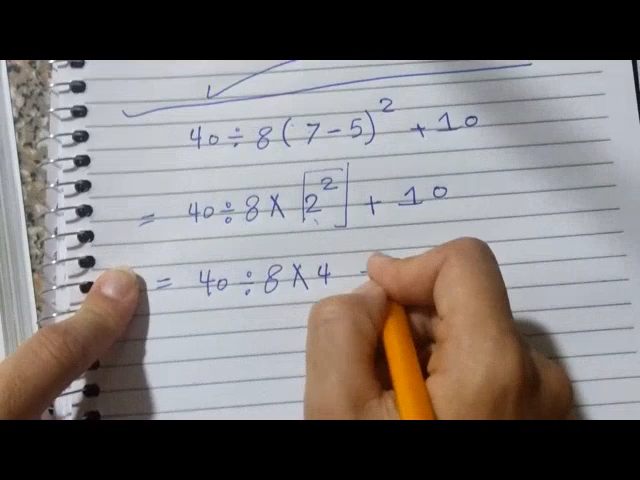 40÷8(7-5)² + 10
= 40÷8×[2²] + 10
= 40÷8×4